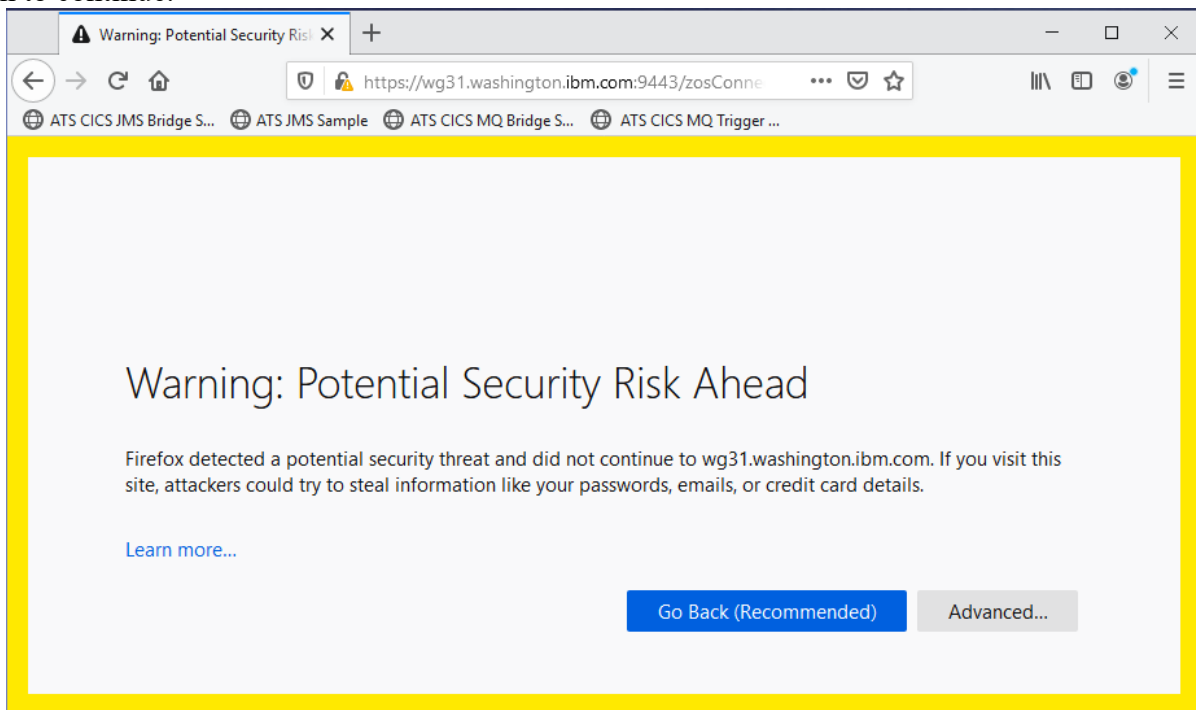 Warning: Potential Security Ris
https://wg31.washington.ibm.com:9443/zosConne
ATS CICS JMS Bridge S... ATS JMS Sample ATS CICS MQ Bridge S... ATS CICS MQ Trigger ...
Warning: Potential Security Risk Ahead
Firefox detected a potential security threat and did not continue to wg31.washington.ibm.com. If you visit this
site, attackers could try to steal information like your passwords, emails, or credit card details.
Learn more...
Go Back (Recommended) Advanced...